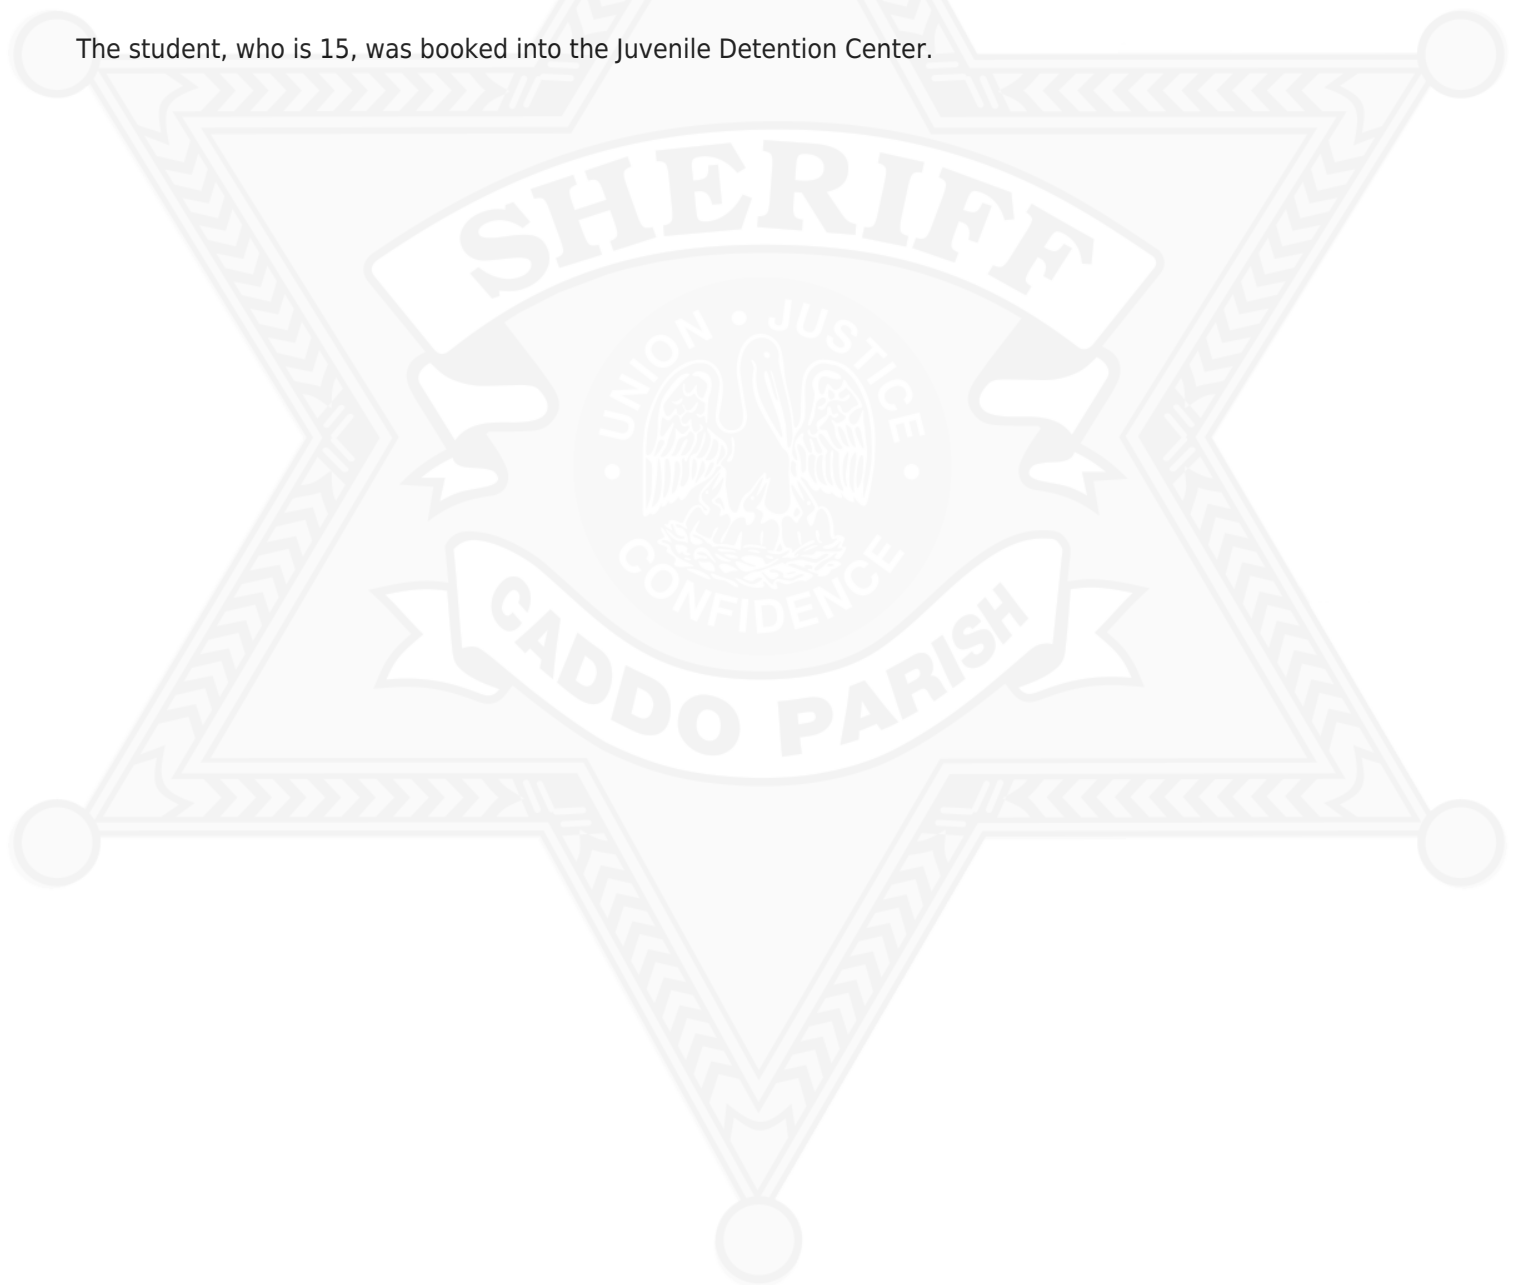 The student, who is 15, was booked into the Juvenile Detention Center.
SHERIFF
UNION • JUSTICE
• CONFIDENCE •
CADDO PARISH